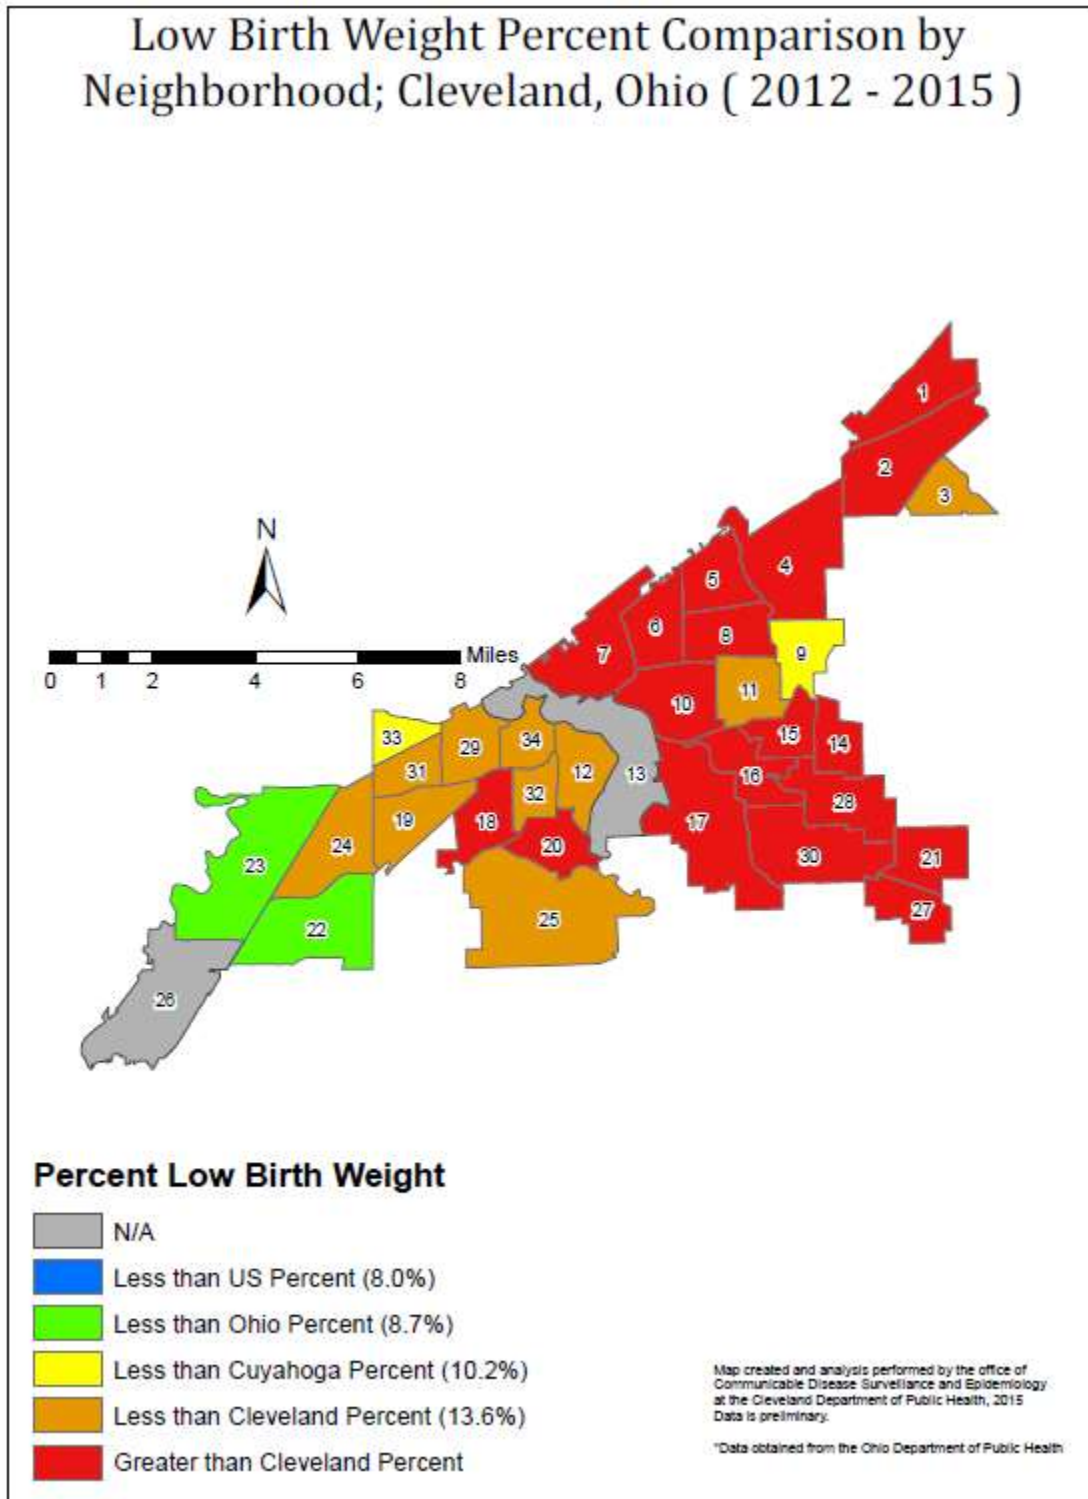 Low Birth Weight Percent Comparison by
Neighborhood; Cleveland, Ohio ( 2012 - 2015 )
1
2
3
N
4
5
6
8
7
9
Miles
0 1 2 4 6 8
11
10
33
29
34
15
14
31
12
13
16
32
28
19
18
17
24
20
30
21
23
27
25
22
26
Percent Low Birth Weight
N/A
Less than US Percent (8.0%)
Less than Ohio Percent (8.7%)
Less than Cuyahoga Percent (10.2%)
Less than Cleveland Percent (13.6%)
Greater than Cleveland Percent
Map created and analysis performed by the office of
Communicable Disease Surveillance and Epidemiology
at the Cleveland Department of Public Health, 2015
Data is preliminary.
*Data obtained from the Ohio Department of Public Health